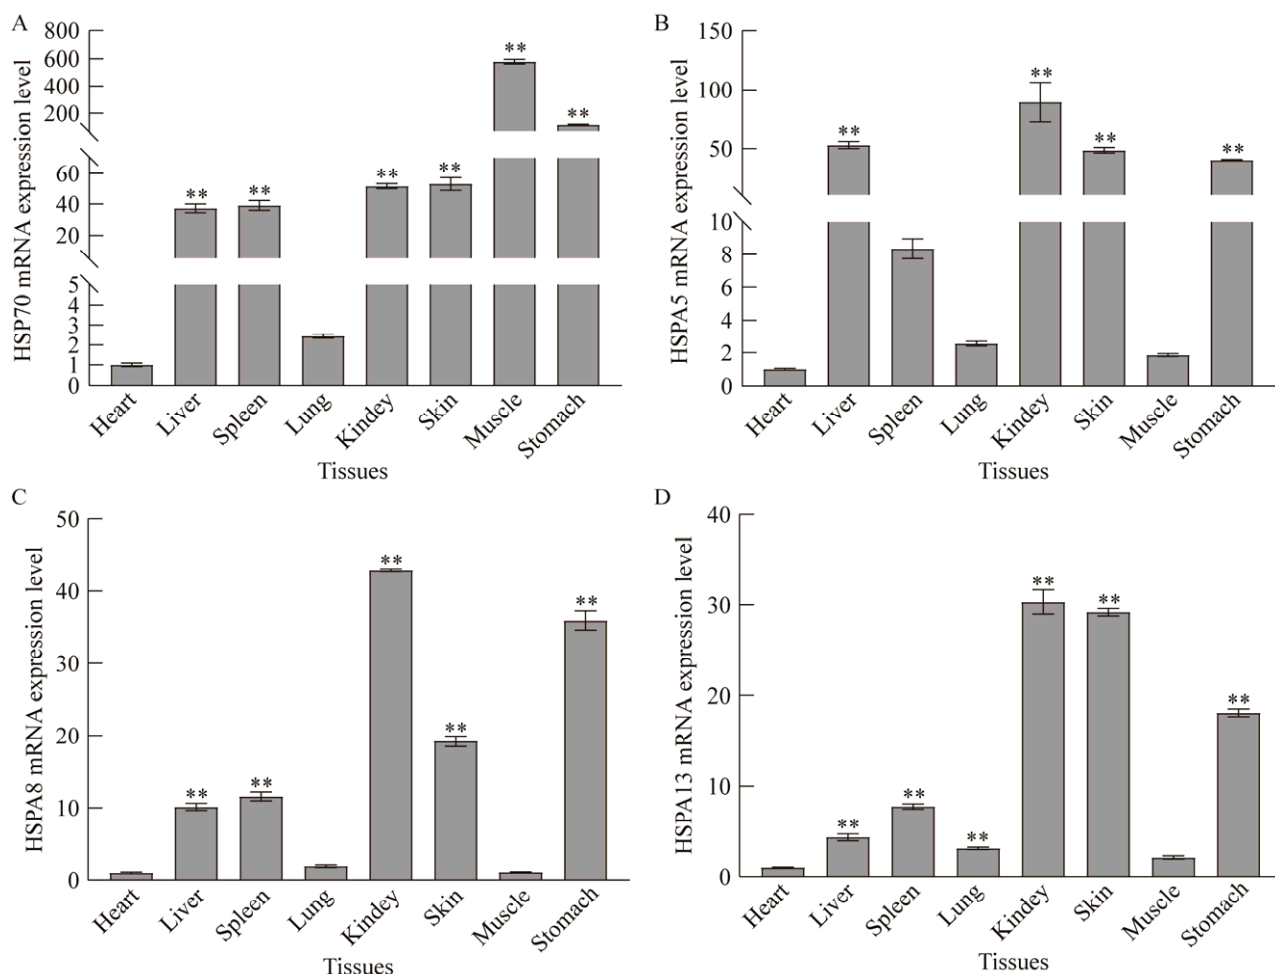 A
HSP70 mRNA expression level
800
600
400
200
60
40
20
5
4
3
2
1
0
**
**
**
**
**
**
Heart
Liver
Spleen
Lung
Kindey
Skin
Muscle
Stomach
Tissues
B
HSPA5 mRNA expression level
150
100
50
10
8
6
4
2
0
**
**
**
**
Heart
Liver
Spleen
Lung
Kindey
Skin
Muscle
Stomach
Tissues
C
HSPA8 mRNA expression level
50
40
30
20
10
0
**
**
**
**
**
Heart
Liver
Spleen
Lung
Kindey
Skin
Muscle
Stomach
Tissues
D
HSPA13 mRNA expression level
40
30
20
10
0
**
**
**
**
**
**
Heart
Liver
Spleen
Lung
Kindey
Skin
Muscle
Stomach
Tissues